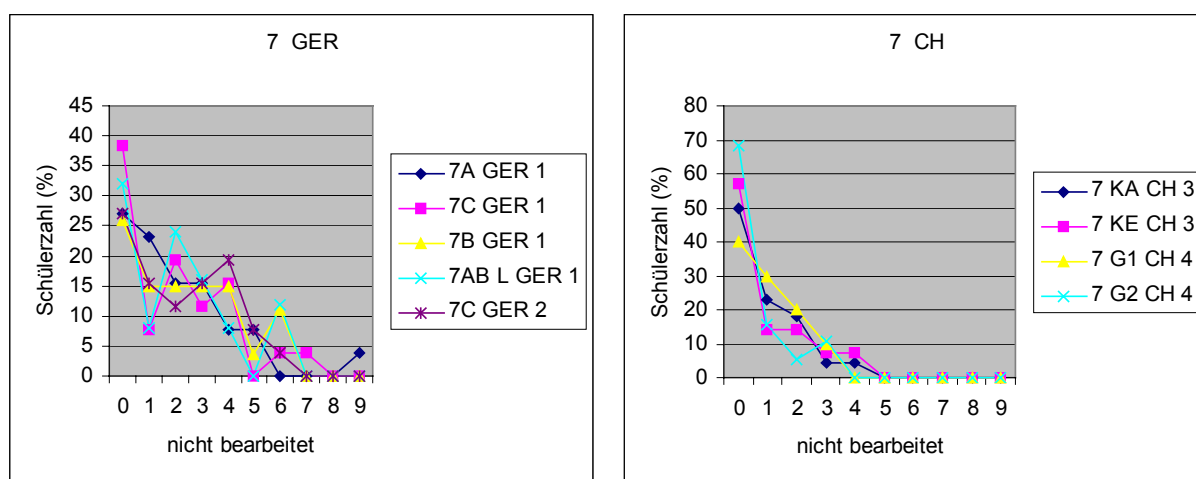 7 GER
45
40
35
30
25
20
15
10
5
0
Schülerzahl (%)
0 1 2 3 4 5 6 7 8 9
nicht bearbeitet
7A GER 1
7C GER 1
7B GER 1
7AB L GER 1
7C GER 2
7 CH
80
70
60
50
40
30
20
10
0
Schülerzahl (%)
0 1 2 3 4 5 6 7 8 9
nicht bearbeitet
7 KA CH 3
7 KE CH 3
7 G1 CH 4
7 G2 CH 4